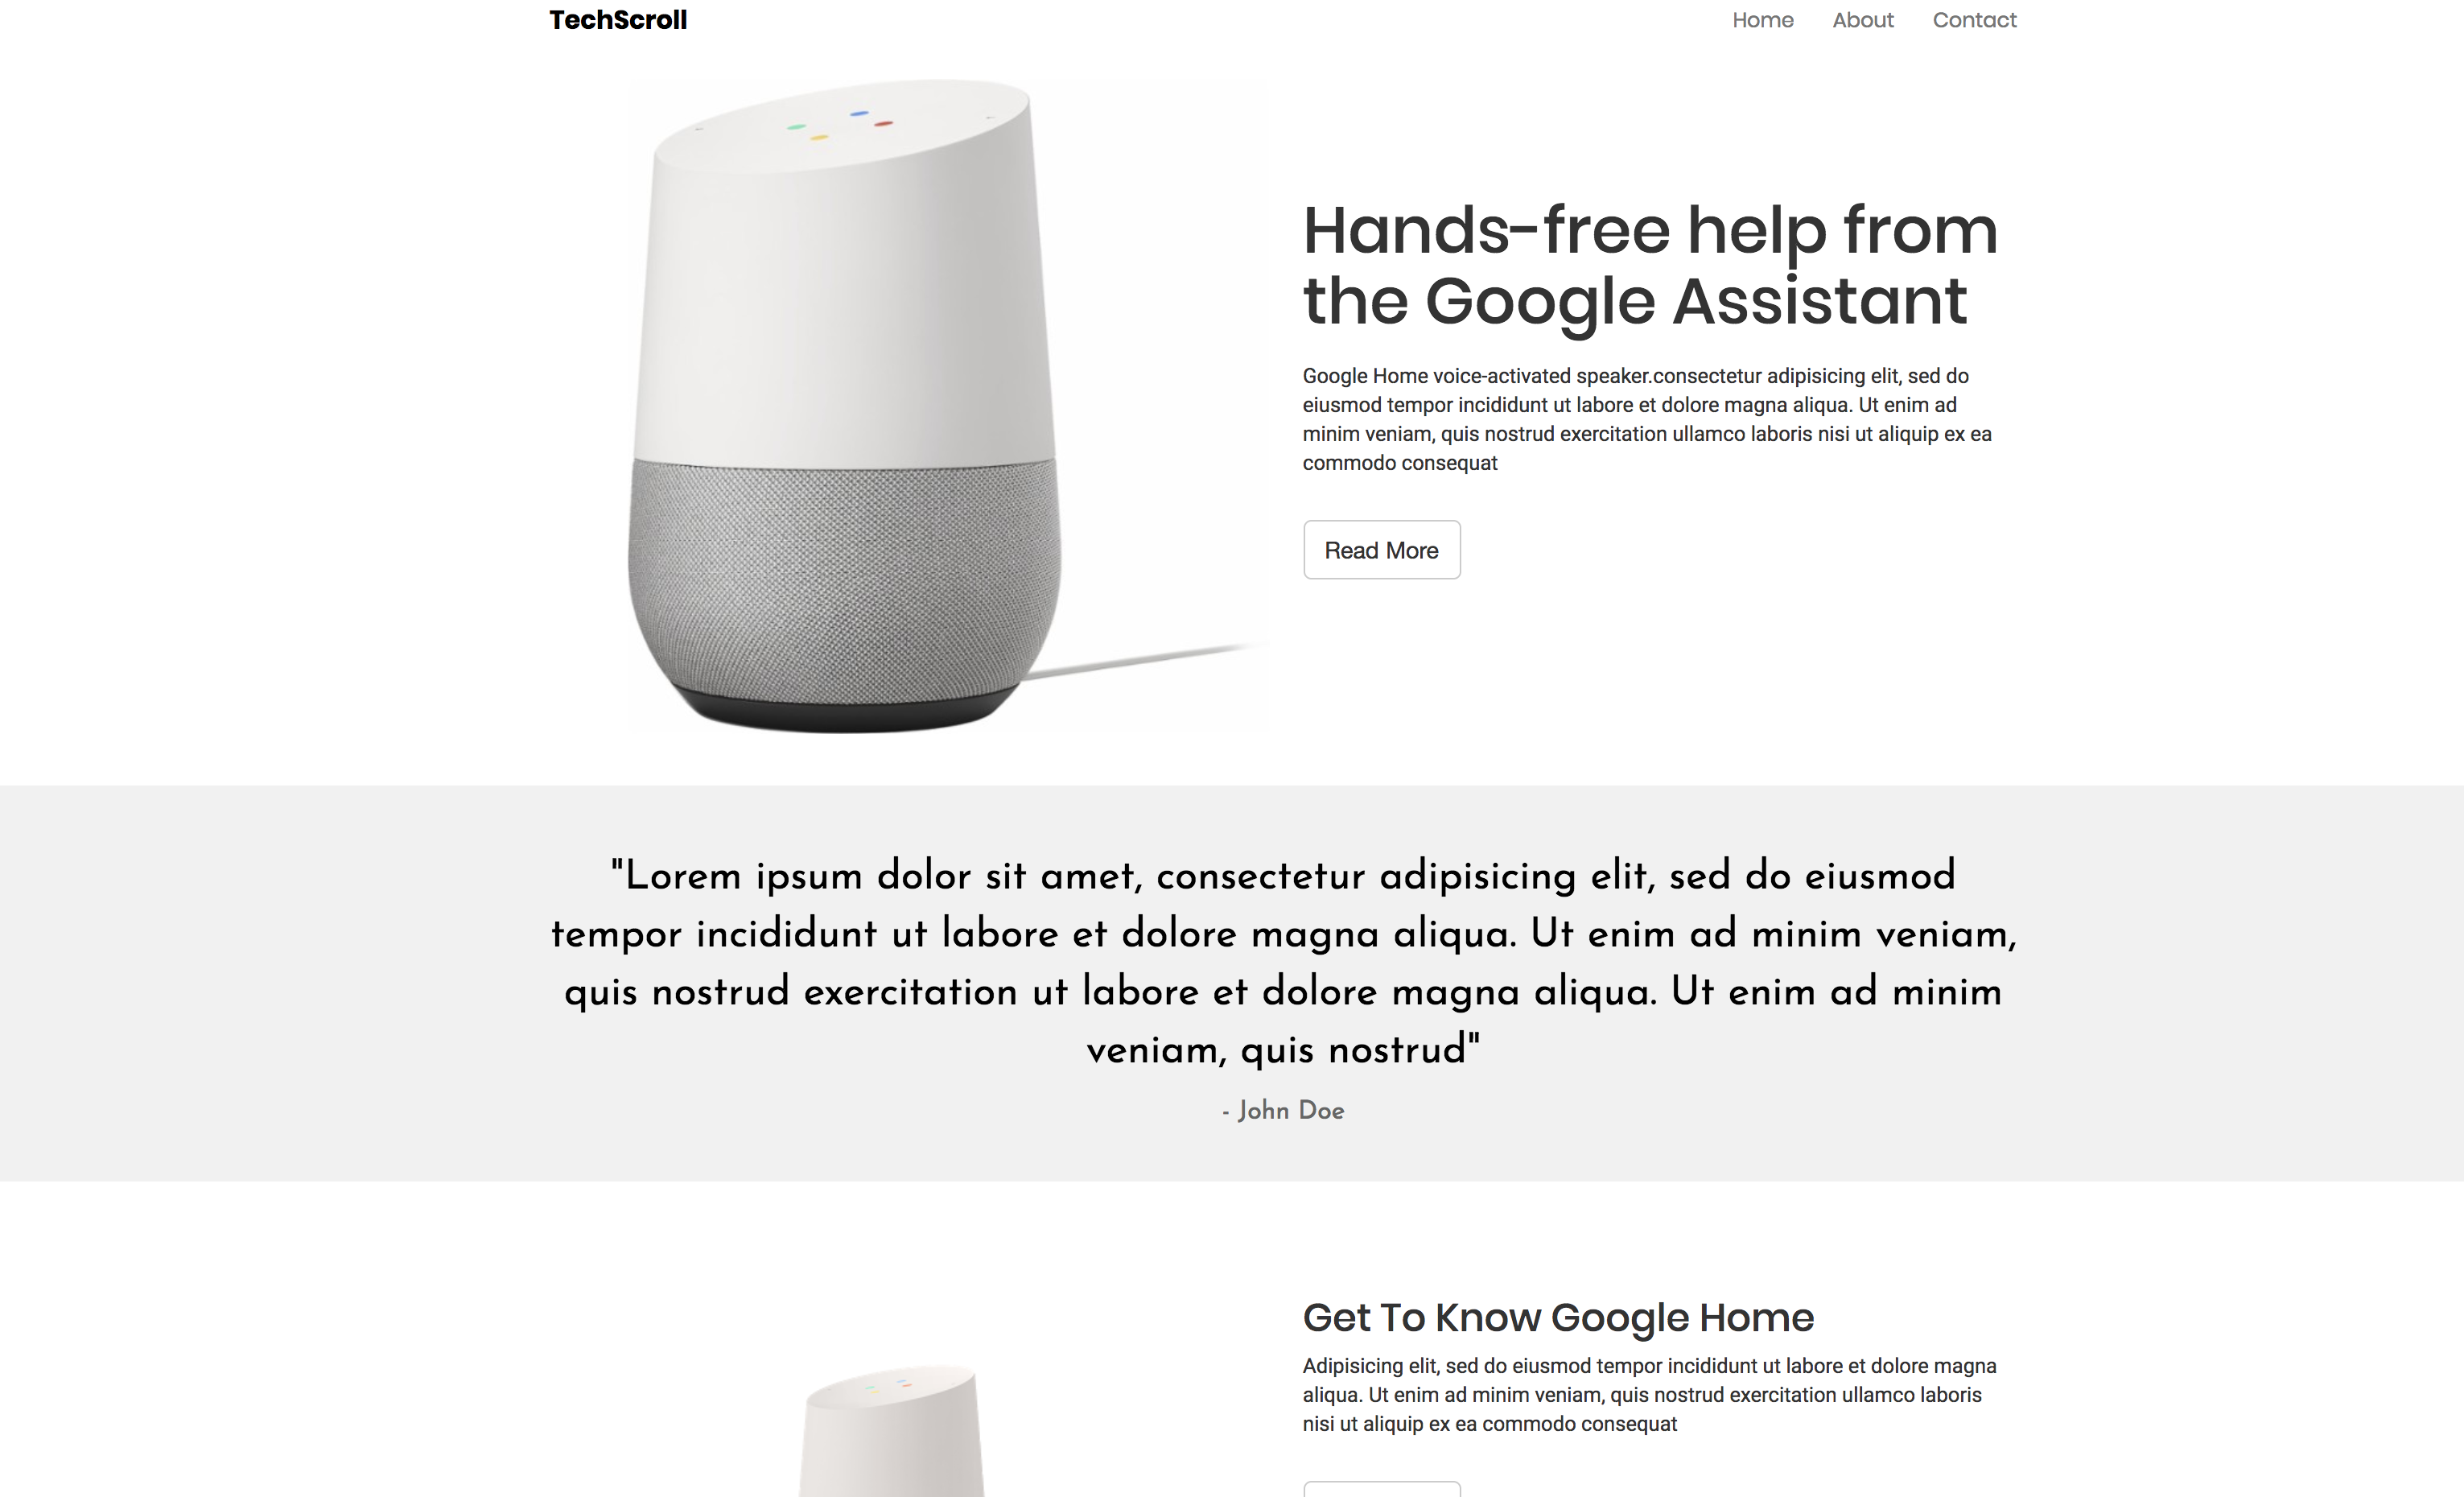 TechScroll
Home About Contact
Hands-free help from
the Google Assistant
Google Home voice-activated speaker.consectetur adipisicing elit, sed do
eiusmod tempor incididunt ut labore et dolore magna aliqua. Ut enim ad
minim veniam, quis nostrud exercitation ullamco laboris nisi ut aliquip ex ea
commodo consequat
Read More
"Lorem ipsum dolor sit amet, consectetur adipisicing elit, sed do eiusmod
tempor incididunt ut labore et dolore magna aliqua. Ut enim ad minim veniam,
quis nostrud exercitation ut labore et dolore magna aliqua. Ut enim ad minim
veniam, quis nostrud"
- John Doe
Get To Know Google Home
Adipisicing elit, sed do eiusmod tempor incididunt ut labore et dolore magna
aliqua. Ut enim ad minim veniam, quis nostrud exercitation ullamco laboris
nisi ut aliquip ex ea commodo consequat